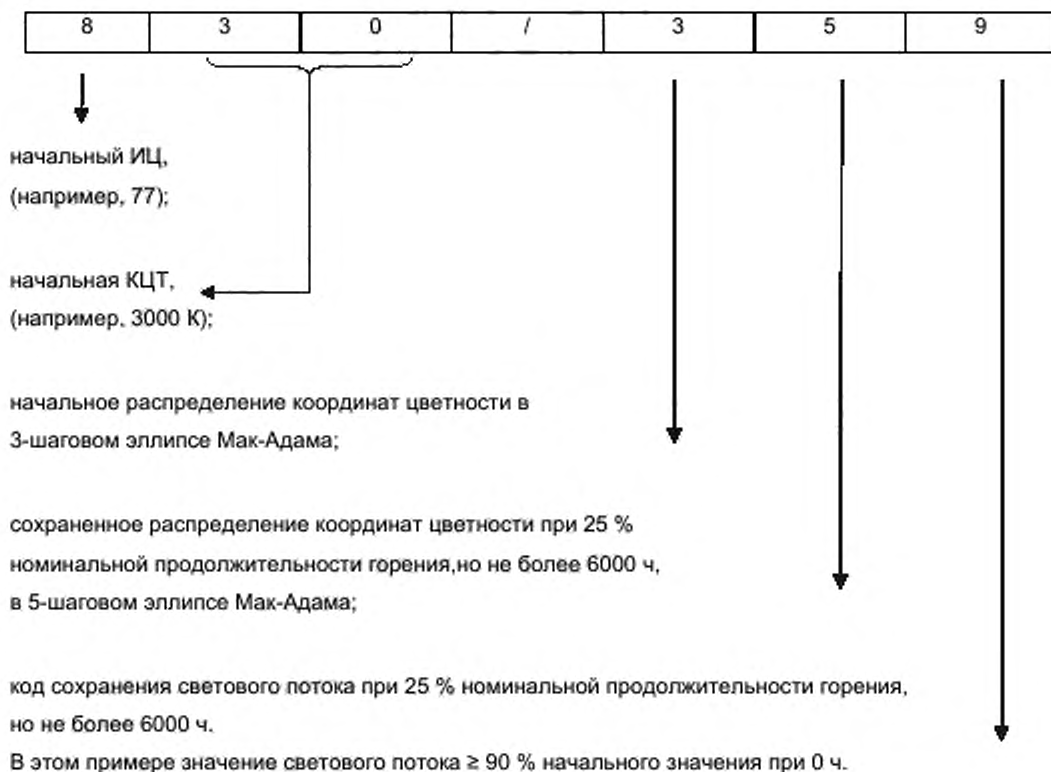 8 3 0 / 3 5 9
начальный ИЦ,
(например, 77);
начальная КЦТ,
(например, 3000 К);
начальное распределение координат цветности в
3-шаговом эллипсе Мак-Адама;
сохраненное распределение координат цветности при 25 %
номинальной продолжительности горения,но не более 6000 ч,
в 5-шаговом эллипсе Мак-Адама;
код сохранения светового потока при 25 % номинальной продолжительности горения,
но не более 6000 ч.
В этом примере значение светового потока ≥ 90 % начального значения при 0 ч.